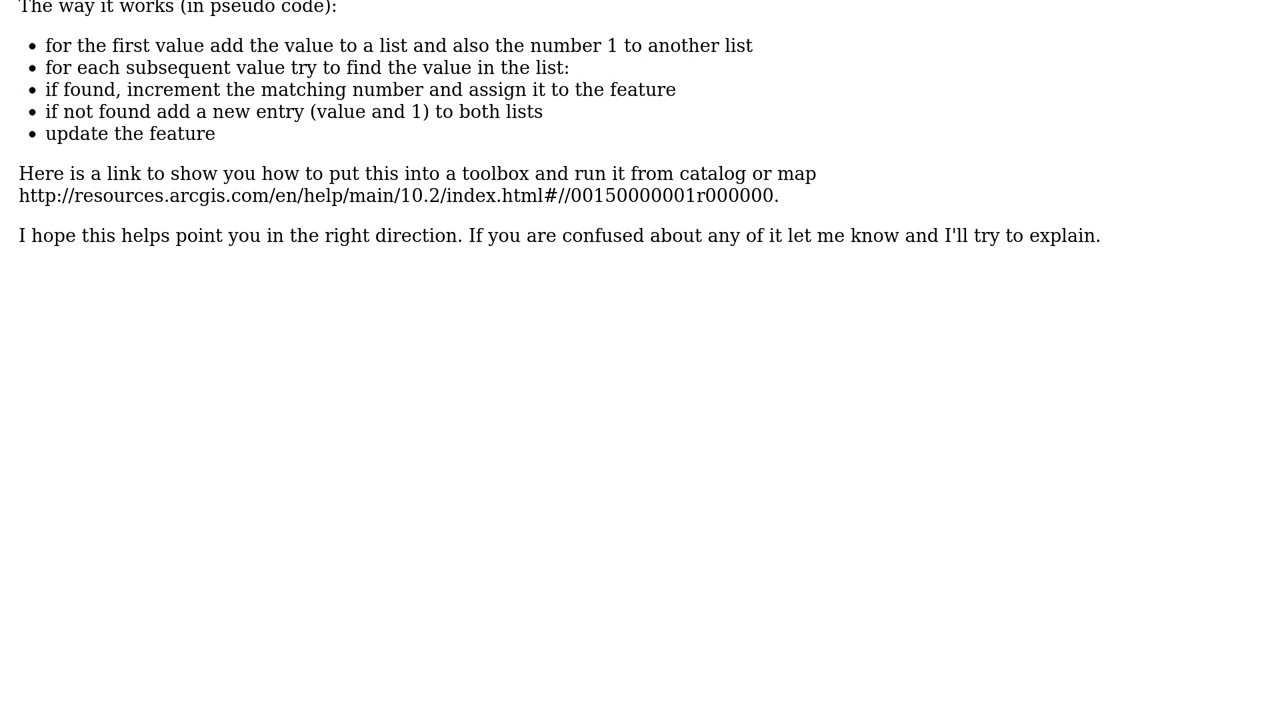 The way it works (in pseudo code):
for the first value add the value to a list and also the number 1 to another list
for each subsequent value try to find the value in the list:
if found, increment the matching number and assign it to the feature
if not found add a new entry (value and 1) to both lists
update the feature
Here is a link to show you how to put this into a toolbox and run it from catalog or map
http://resources.arcgis.com/en/help/main/10.2/index.html#//00150000001r000000.
I hope this helps point you in the right direction. If you are confused about any of it let me know and I'll try to explain.